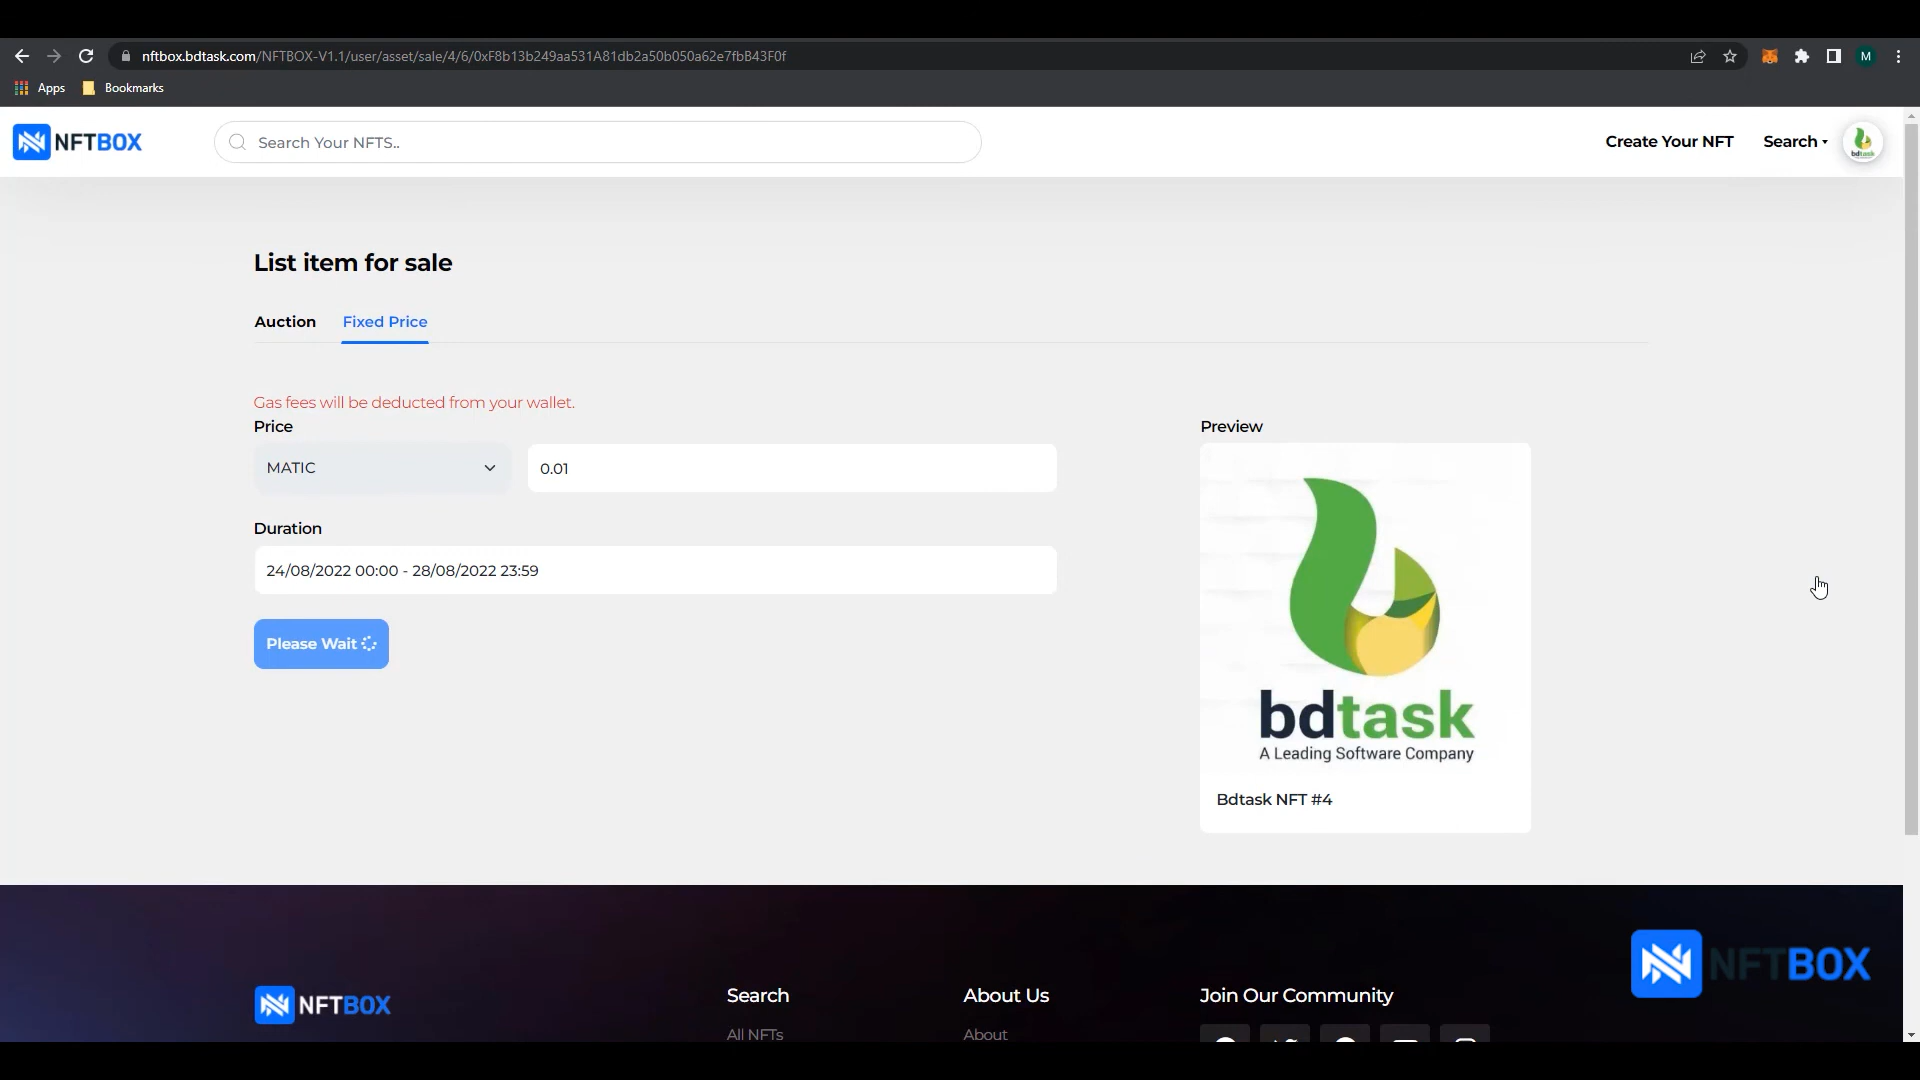 nftbox.bdtask.com/NFTBOX-V1.1/user/asset/sale/4/6/0xF8b13b249aa531A81db2a50b050a62e7fbB43F0f
M
Apps
Bookmarks
NFTBOX
Search Your NFTS..
Create Your NFT
Search
bdtask
List item for sale
Auction
Fixed Price
Gas fees will be deducted from your wallet.
Price
Preview
MATIC
0.01
Duration
24/08/2022 00:00 - 28/08/2022 23:59
Please Wait
bdtask
A Leading Software Company
Bdtask NFT #4
NFTBOX
NFTBOX
Search
About Us
Join Our Community
All NFTs
About